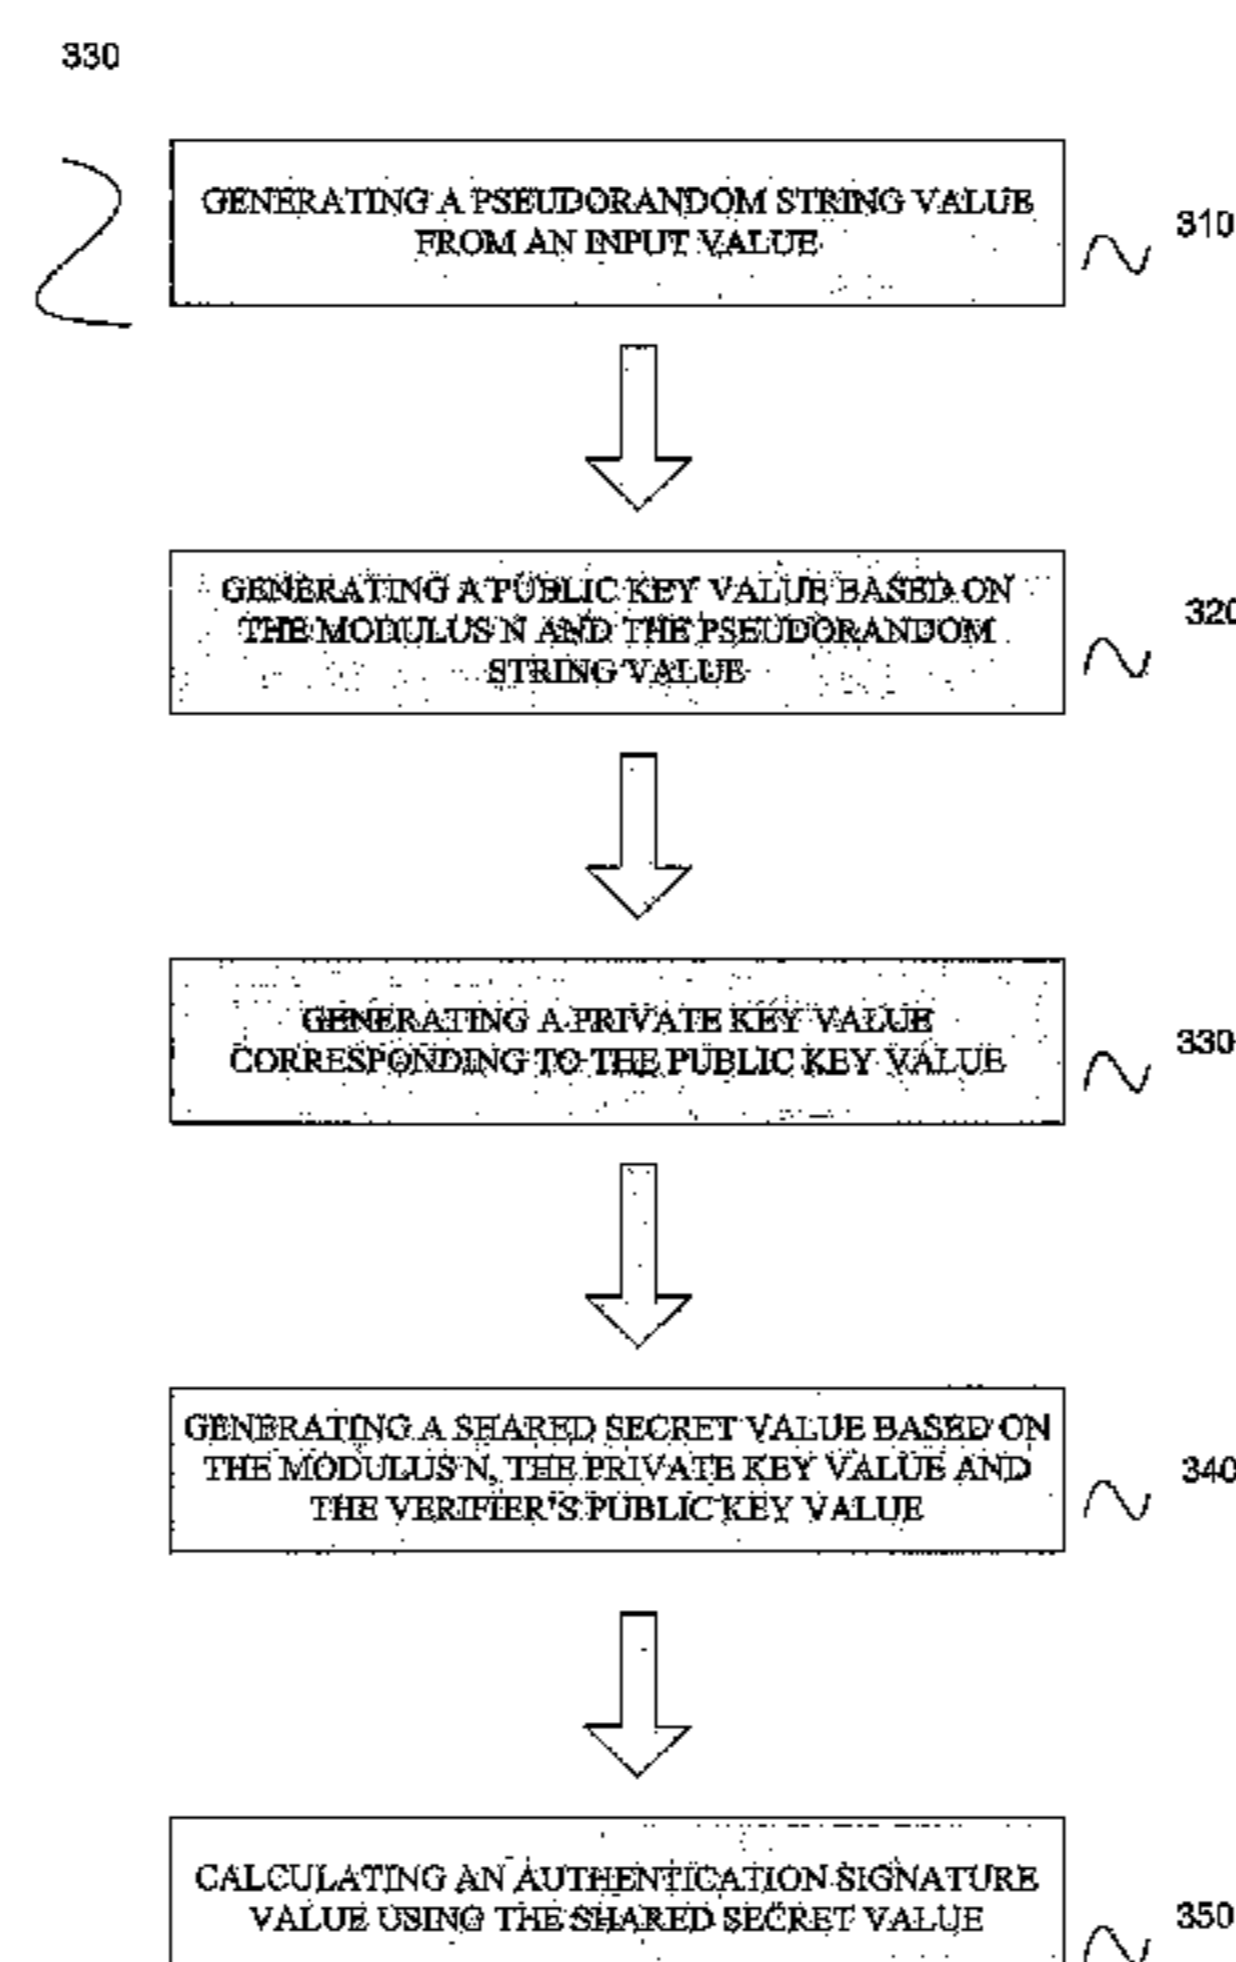 330
GENERATING A PSEUDORANDOM STRING VALUE
FROM AN INPUT VALUE
310
GENERATING A PUBLIC KEY VALUE BASED ON
THE MODULUS N AND THE PSEUDORANDOM
STRING VALUE
320
GENERATING A PRIVATE KEY VALUE
CORRESPONDING TO THE PUBLIC KEY VALUE
330
GENERATING A SHARED SECRET VALUE BASED ON
THE MODULUS N, THE PRIVATE KEY VALUE AND
THE VERIFIER'S PUBLIC KEY VALUE
340
CALCULATING AN AUTHENTICATION SIGNATURE
VALUE USING THE SHARED SECRET VALUE
350